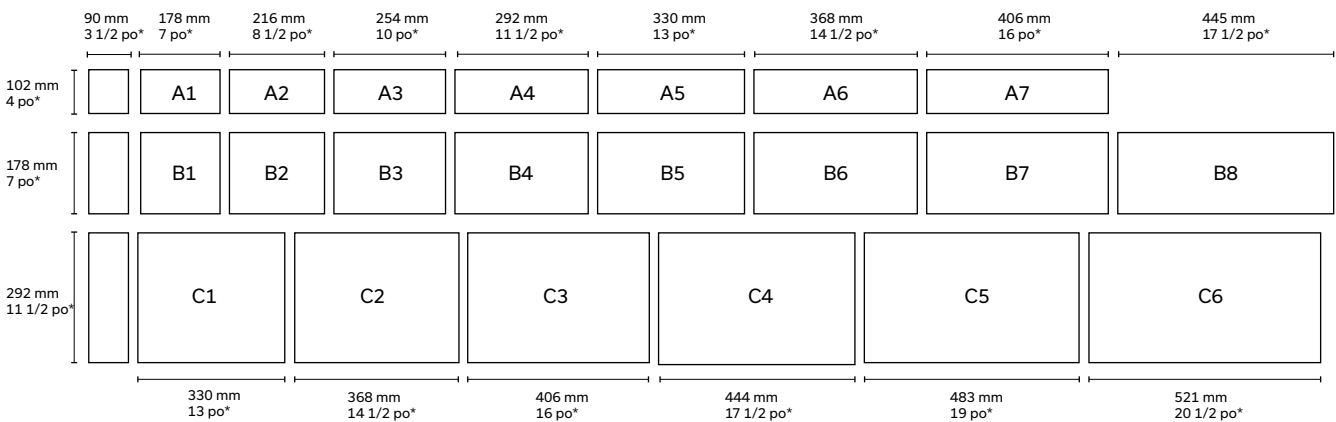 90 mm
3 1/2 po*
178 mm
7 po*
216 mm
8 1/2 po*
254 mm
10 po*
292 mm
11 1/2 po*
330 mm
13 po*
368 mm
14 1/2 po*
406 mm
16 po*
445 mm
17 1/2 po*
102 mm
4 po*
A1
A2
A3
A4
A5
A6
A7
178 mm
7 po*
B1
B2
B3
B4
B5
B6
B7
B8
292 mm
11 1/2 po*
C1
C2
C3
C4
C5
C6
330 mm
13 po*
368 mm
14 1/2 po*
406 mm
16 po*
444 mm
17 1/2 po*
483 mm
19 po*
521 mm
20 1/2 po*